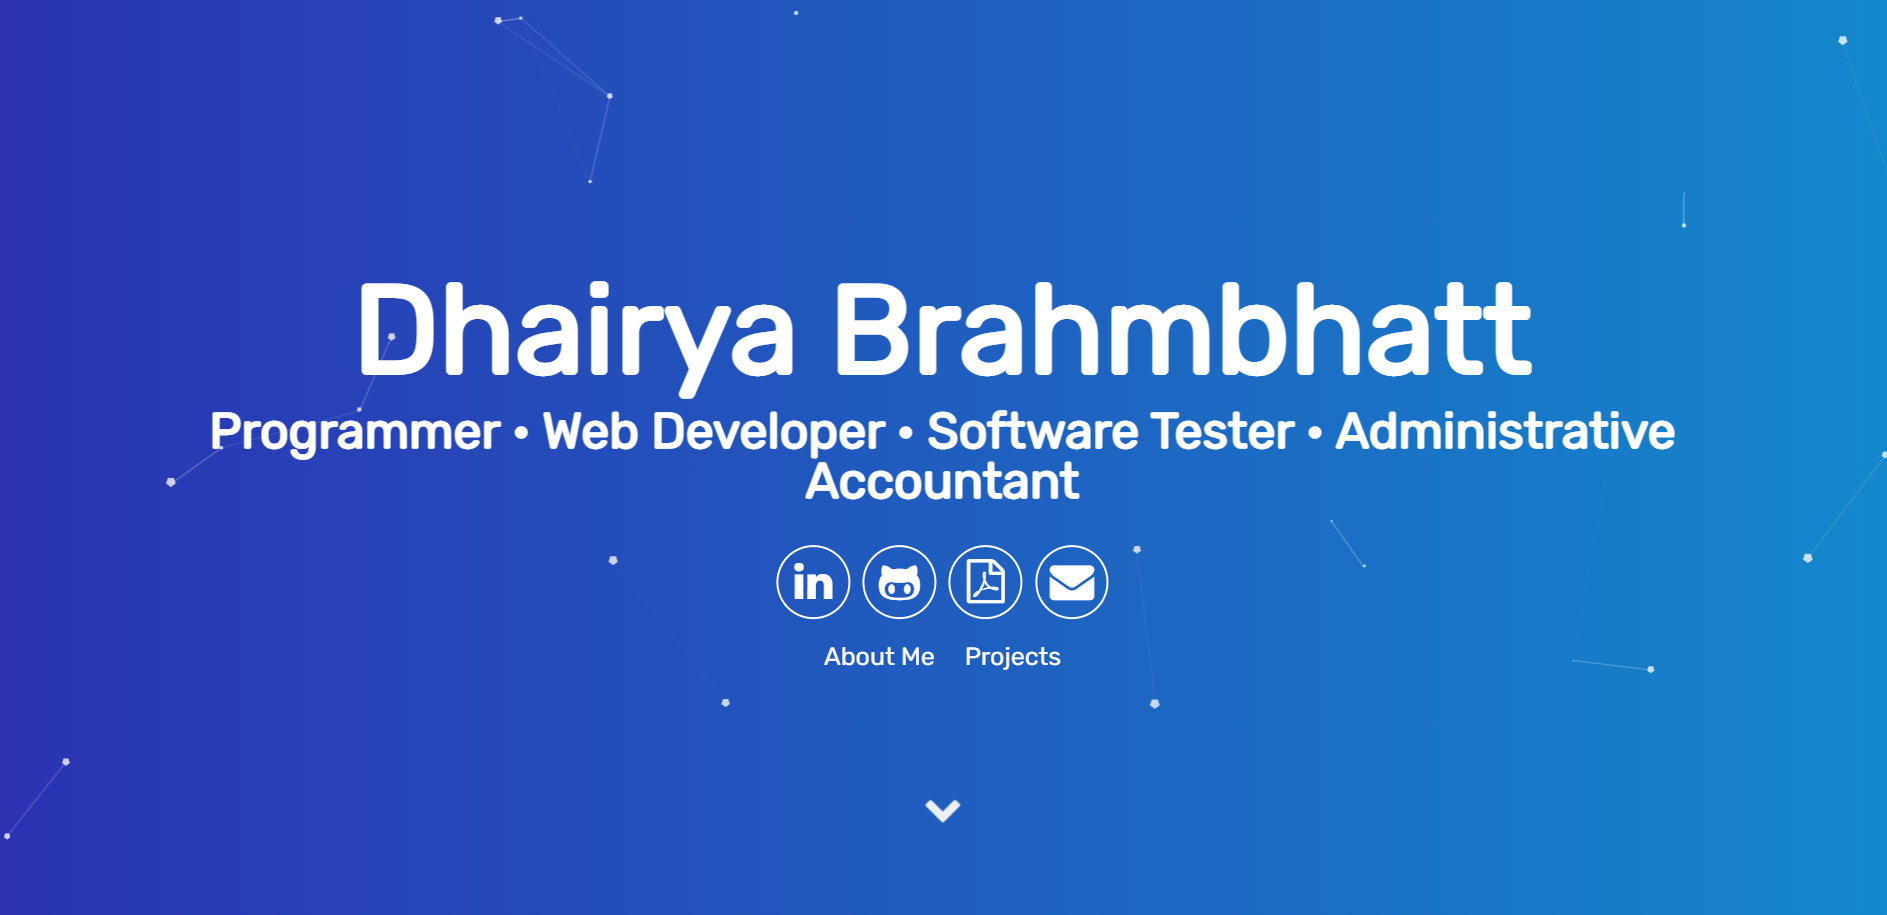 Dhairya Brahmbhatt
Programmer • Web Developer • Software Tester • Administrative
Accountant
in
About Me Projects